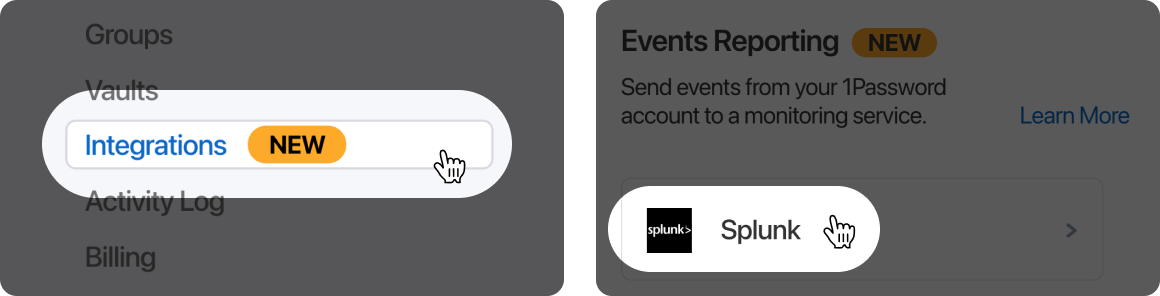 Groups
Vaults
Integrations NEW
Activity Log
Billing
Events Reporting NEW
Send events from your 1Password
account to a monitoring service.
Learn More
splunk>
Splunk